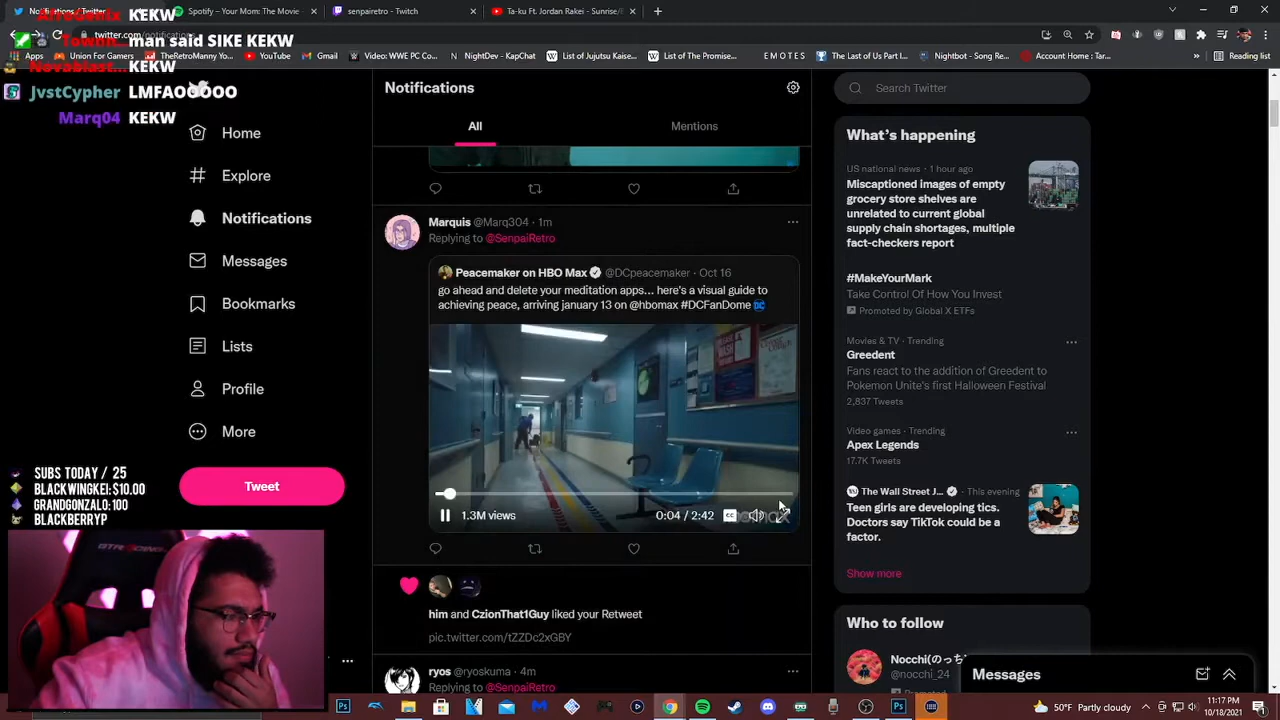 Notifications / Twitter
Spotify – Your Mom: The Movie
senpairetro - Twitch
Ta-ku Ft. Jordan Rakei - Sunrise/
twitter.com/notifications
Apps
Union For Gamers
TheRetroManny
YouTube
Gmail
Video: WWE PC Co
NightDev - KapChat
List of Jujutsu Kaise
List of One Piece m
The Last of Us Part I...
Nightbot - Song Re...
Account Home : Tar...
Reading list
KEKW
man said SIKE KEKW
Novablast... KEKW
JvstCypher LMFAOOOOO
Marq04 KEKW
Home
Explore
Notifications
Messages
Bookmarks
Lists
Profile
More
Tweet
SUBS TODAY / 25
BLACKWINGKEI: $10.00
GRANDGONZALO: 100
BLACKBERRYP
Notifications
All
Mentions
Marquis @Marq304 · 1m
Replying to @SenpaiRetro
Peacemaker on HBO Max @DCpeacemaker · Oct 16
go ahead and delete your meditation apps... here's a visual guide to
achieving peace, arriving january 13 on @hbomax #DCFanDome
1.3M views
0:04 / 2:42
him and CzionThat1Guy liked your Retweet
pic.twitter.com/tZZDc2xGBY
ryos @ryoskuma · 4m
Replying to @SenpaiRetro
Search Twitter
What's happening
US national news · 1 hour ago
Miscaptioned images of empty
grocery store shelves are
unrelated to current global
supply chain shortages, multiple
fact-checkers report
#MakeYourMark
Take Control Of How You Invest
Promoted by Global X ETFs
Movies & TV · Trending
Greedent
Fans react to the addition of Greedent to
Pokemon Unite's first Halloween Festival
2,837 Tweets
Video games · Trending
Apex Legends
17.7K Tweets
The Wall Street J... · This evening
Teen girls are developing tics.
Doctors say TikTok could be a
factor.
Show more
Who to follow
Nocchi(のっち
@nocchi_24
Promoted
Messages
50°F Partly cloudy
11:17 PM
10/18/2021